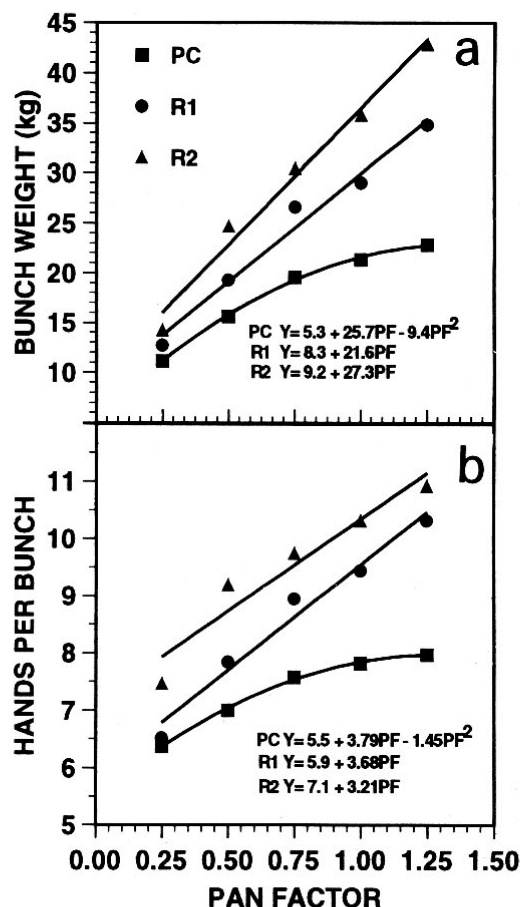 a
PC
R1
R2
BUNCH WEIGHT (kg)
45
40
35
30
25
20
15
10
PC Y= 5.3 + 25.7PF - 9.4PF²
R1 Y= 8.3 + 21.6PF
R2 Y= 9.2 + 27.3PF
b
HANDS PER BUNCH
11
10
9
8
7
6
5
PC Y= 5.5 + 3.79PF - 1.45PF²
R1 Y= 5.9 + 3.68PF
R2 Y= 7.1 + 3.21PF
0.00 0.25 0.50 0.75 1.00 1.25 1.50
PAN FACTOR